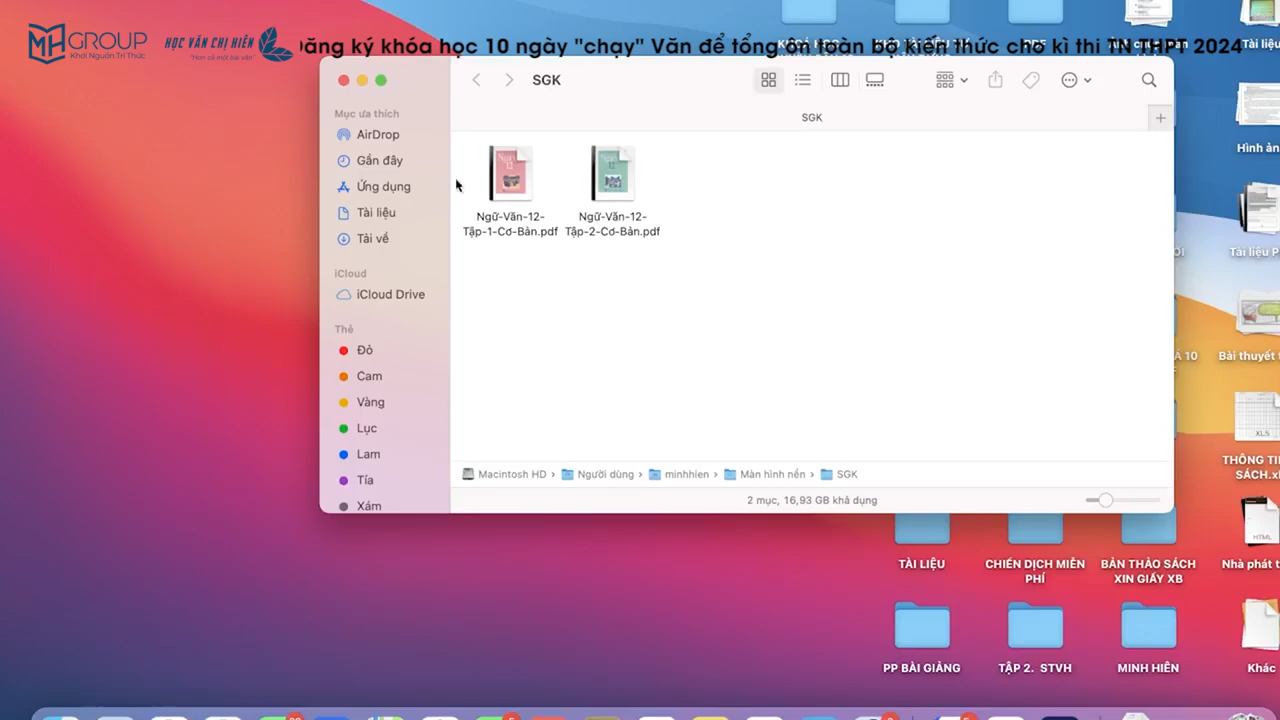 MHGROUP
Khơi Nguồn Tri Thức
HỌC VĂN CHỊ HIÊN
"Hơn cả một bài văn"
Đăng ký khóa học 10 ngày "chạy" Văn để tổng ôn toàn bộ kiến thức cho kì thi TN THPT 2024
SGK
SGK
Mục ưa thích
AirDrop
Gần đây
Ứng dụng
Tài liệu
Tải về
iCloud
iCloud Drive
Thẻ
Đỏ
Cam
Vàng
Lục
Lam
Tía
Xám
Ngữ-Văn-12-
Tập-1-Cơ-Bản.pdf
Ngữ-Văn-12-
Tập-2-Cơ-Bản.pdf
Macintosh HD › Người dùng › minhhien › Màn hình nền › SGK
2 mục, 16,93 GB khả dụng
Tài liệu
Hình ản
Tài liệu P
Bài thuyết t
XLS
THÔNG TI
SÁCH.x
HTML
TÀI LIỆU
CHIẾN DỊCH MIỄN
PHÍ
BẢN THẢO SÁCH
XIN GIẤY XB
Nhà phát t
PP BÀI GIẢNG
TẬP 2. STVH
MINH HIÊN
Khác